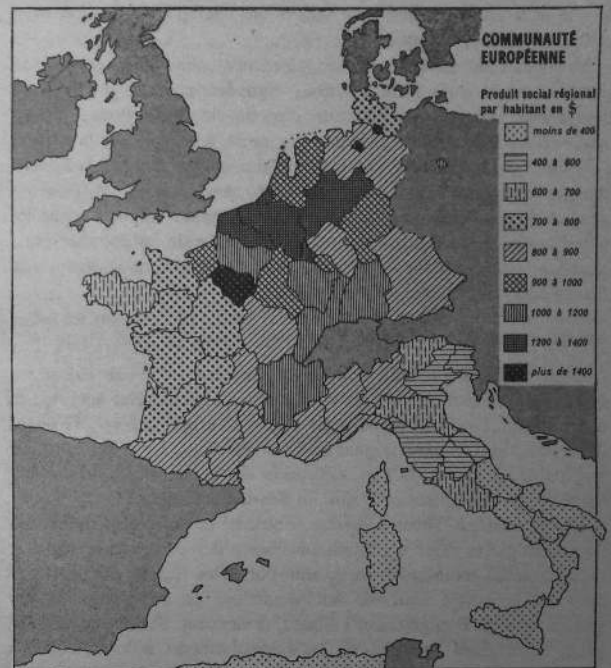 COMMUNAUTÉ
EUROPÉENNE
Produit social régional
par habitant en $
moins de 400
400 à 600
600 à 700
700 à 800
800 à 900
900 à 1000
1000 à 1200
1200 à 1400
plus de 1400